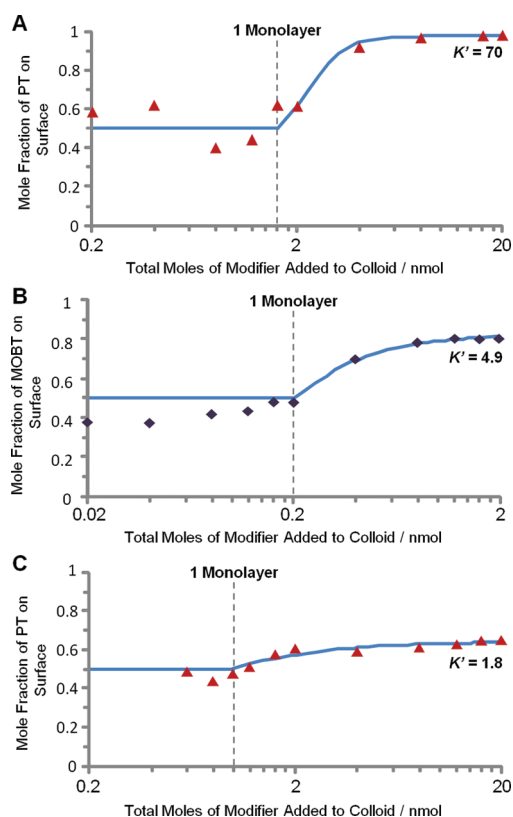 A
1 Monolayer
Mole Fraction of PT on
Surface
1
0.8
0.6
0.4
0.2
0
K' = 70
0.2
2
20
Total Moles of Modifier Added to Colloid / nmol
B
1 Monolayer
Mole Fraction of MOBT on
Surface
1
0.8
0.6
0.4
0.2
0
K' = 4.9
0.02
0.2
2
Total Moles of Modifier Added to Colloid / nmol
C
1 Monolayer
Mole Fraction of PT on
Surface
1
0.8
0.6
0.4
0.2
0
K' = 1.8
0.2
2
20
Total Moles of Modifier Added to Colloid / nmol